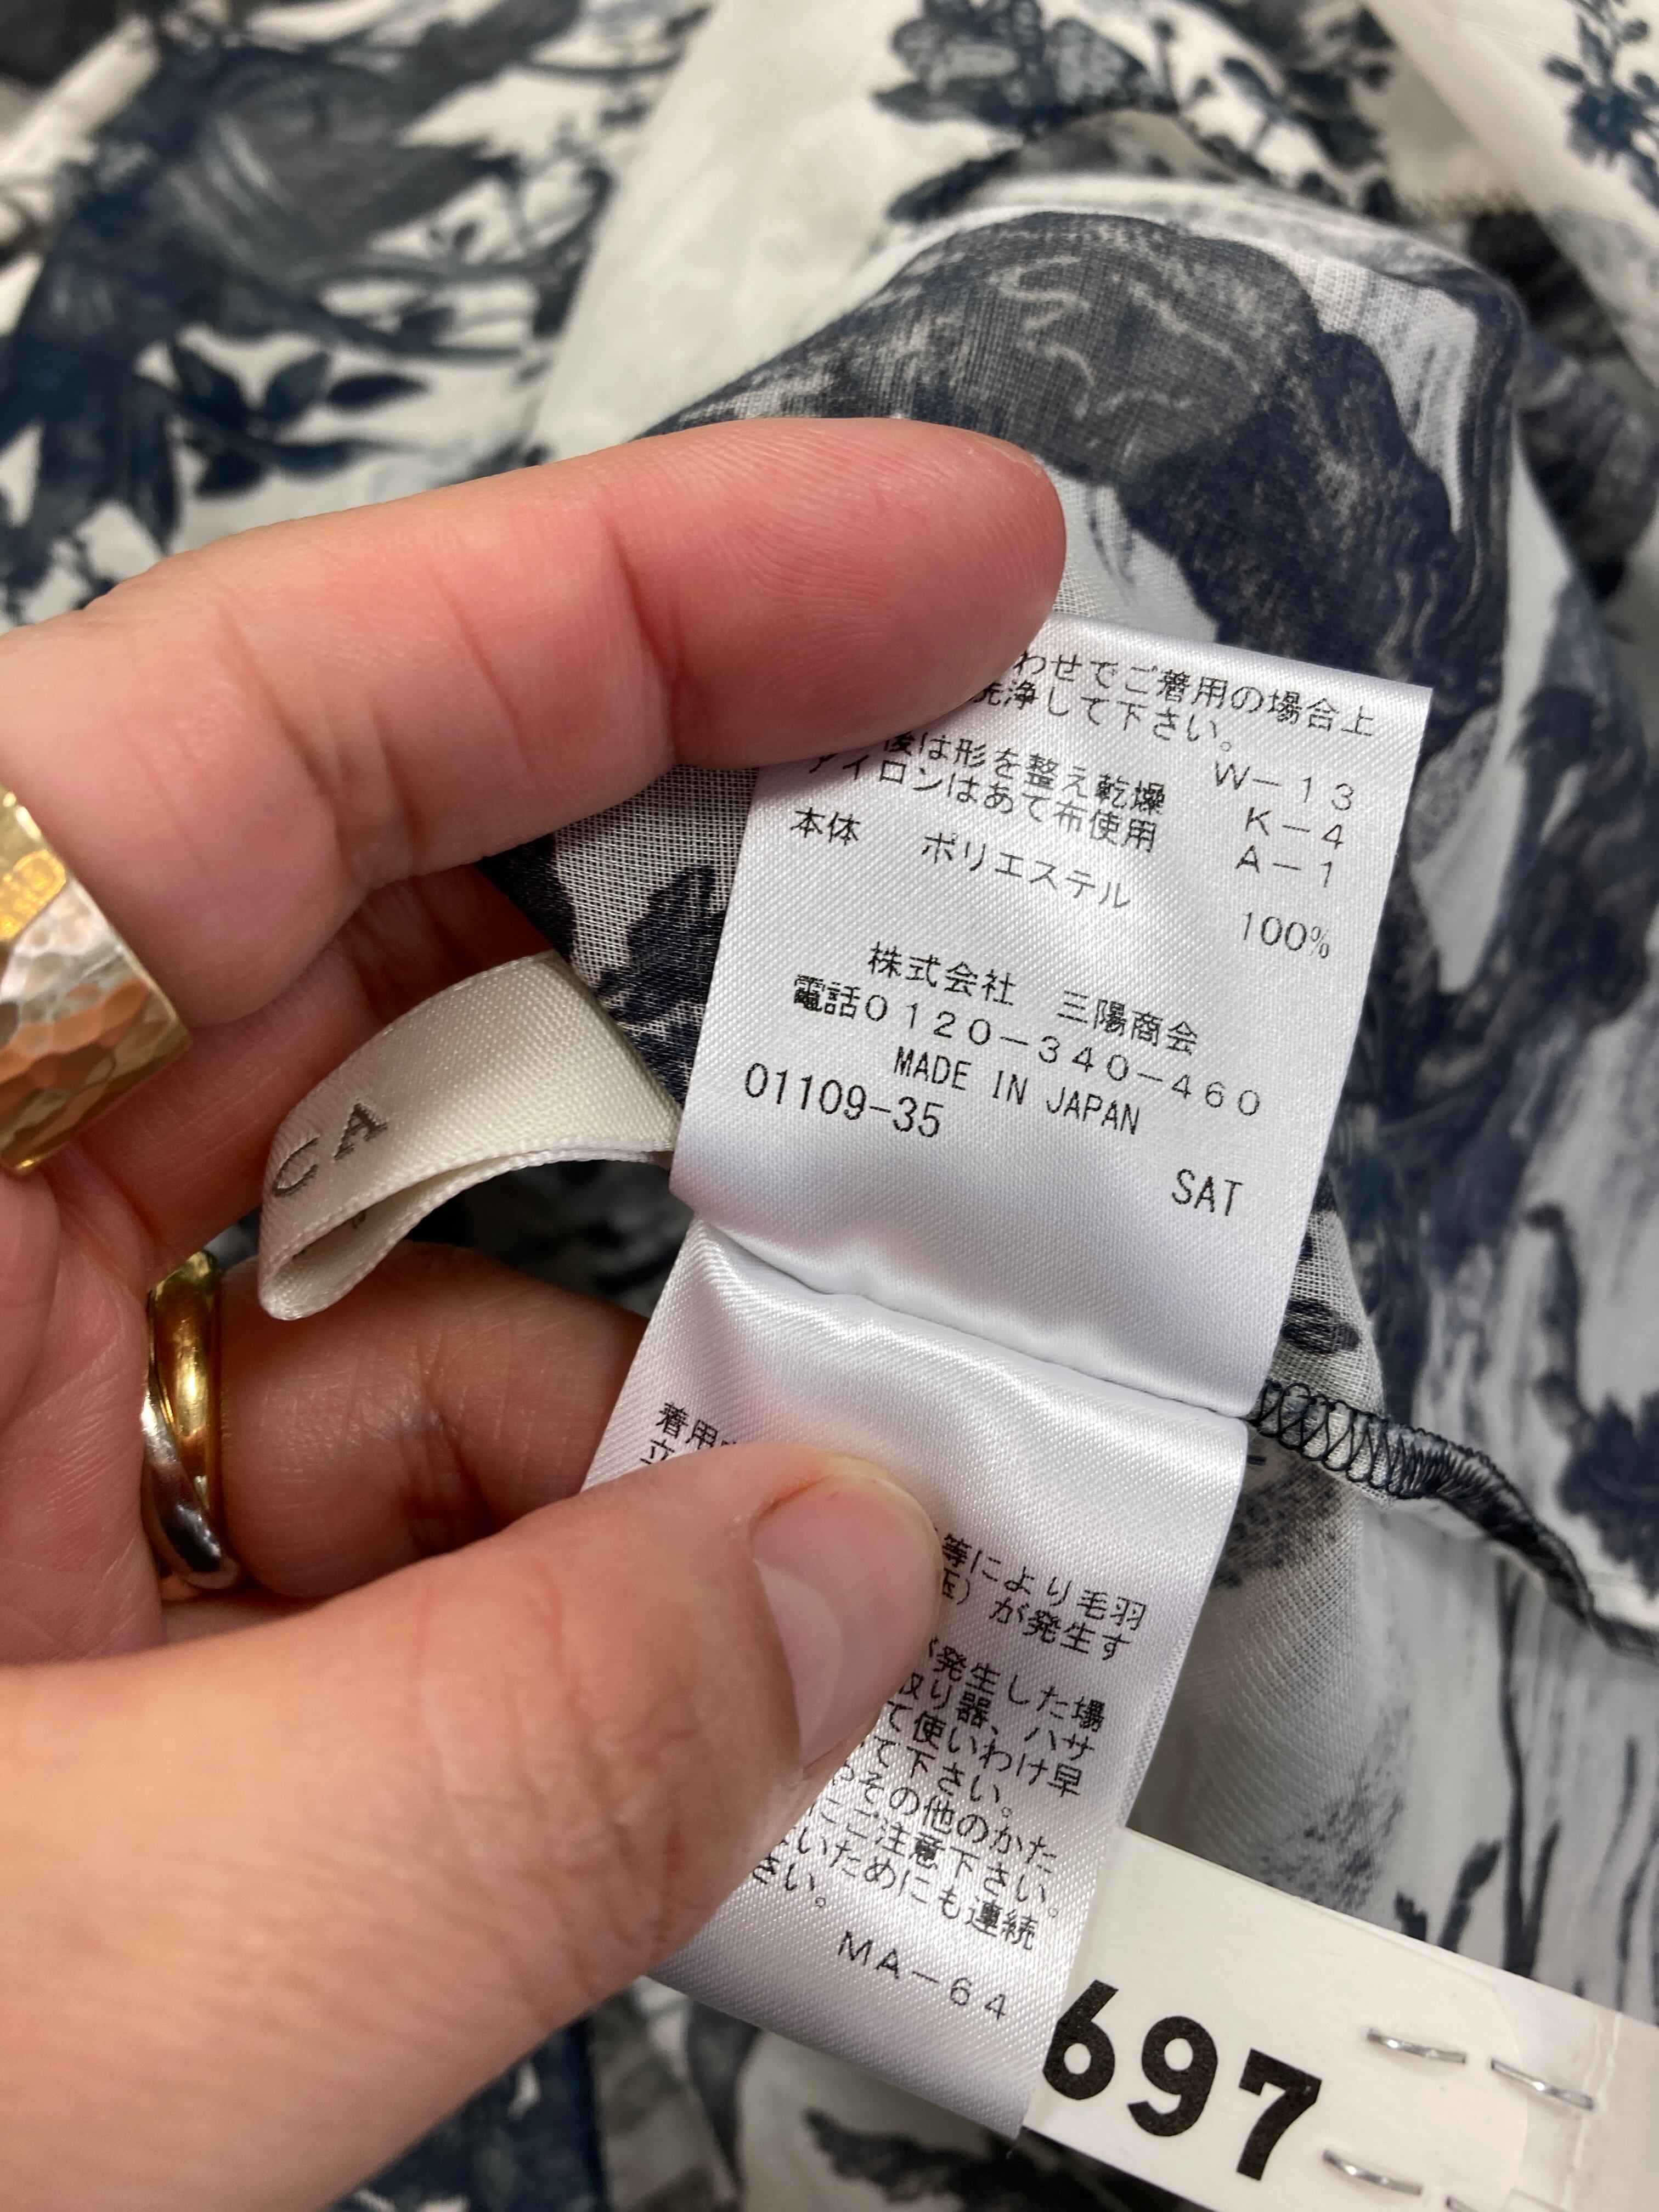 わせでご着用の場合上
洗浄して下さい。
W－１３
後は形を整え乾燥
K－４
アイロンはあて布使用
A－１
本体 ポリエステル
100%
株式会社 三陽商会
電話０１２０－３４０－４６０
MADE IN JAPAN
01109-35
SAT
CA
着用
立
等により毛羽
玉）が発生す
発生した場
取り器、ハサ
て使いわけ早
て下さい。
やその他のかた
にご注意下さい。
いためにも連続
さい。
MA－６４
697